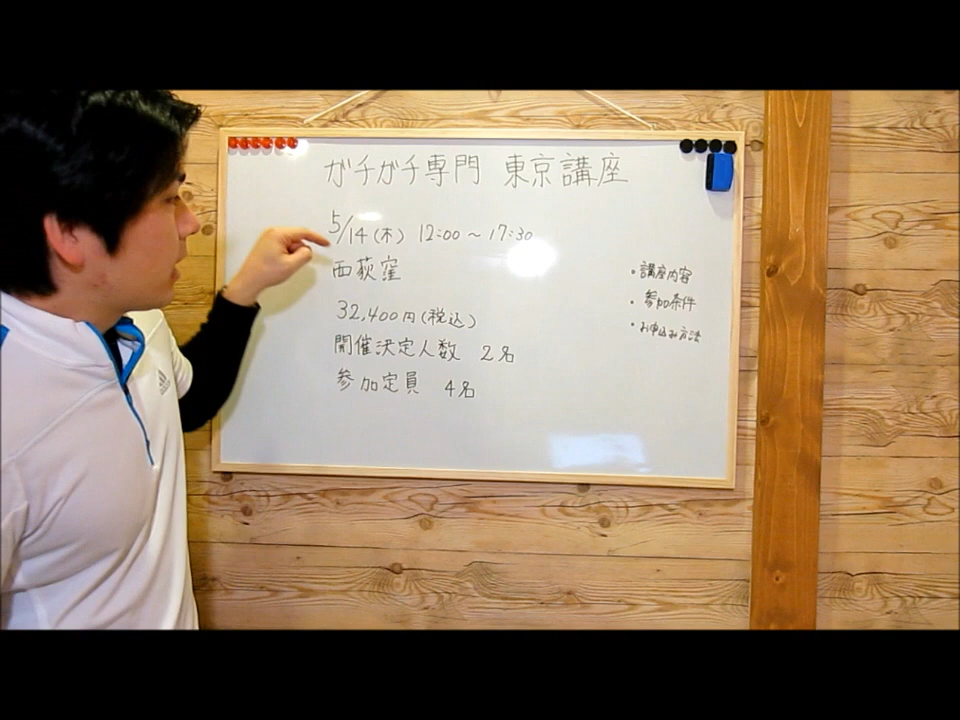 ガチガチ専門 東京講座
5/14(木) 12:00～17:30
西荻窪
32,400円(税込)
開催決定人数 2名
参加定員 4名
・講座内容
・参加条件
・お申込み方法